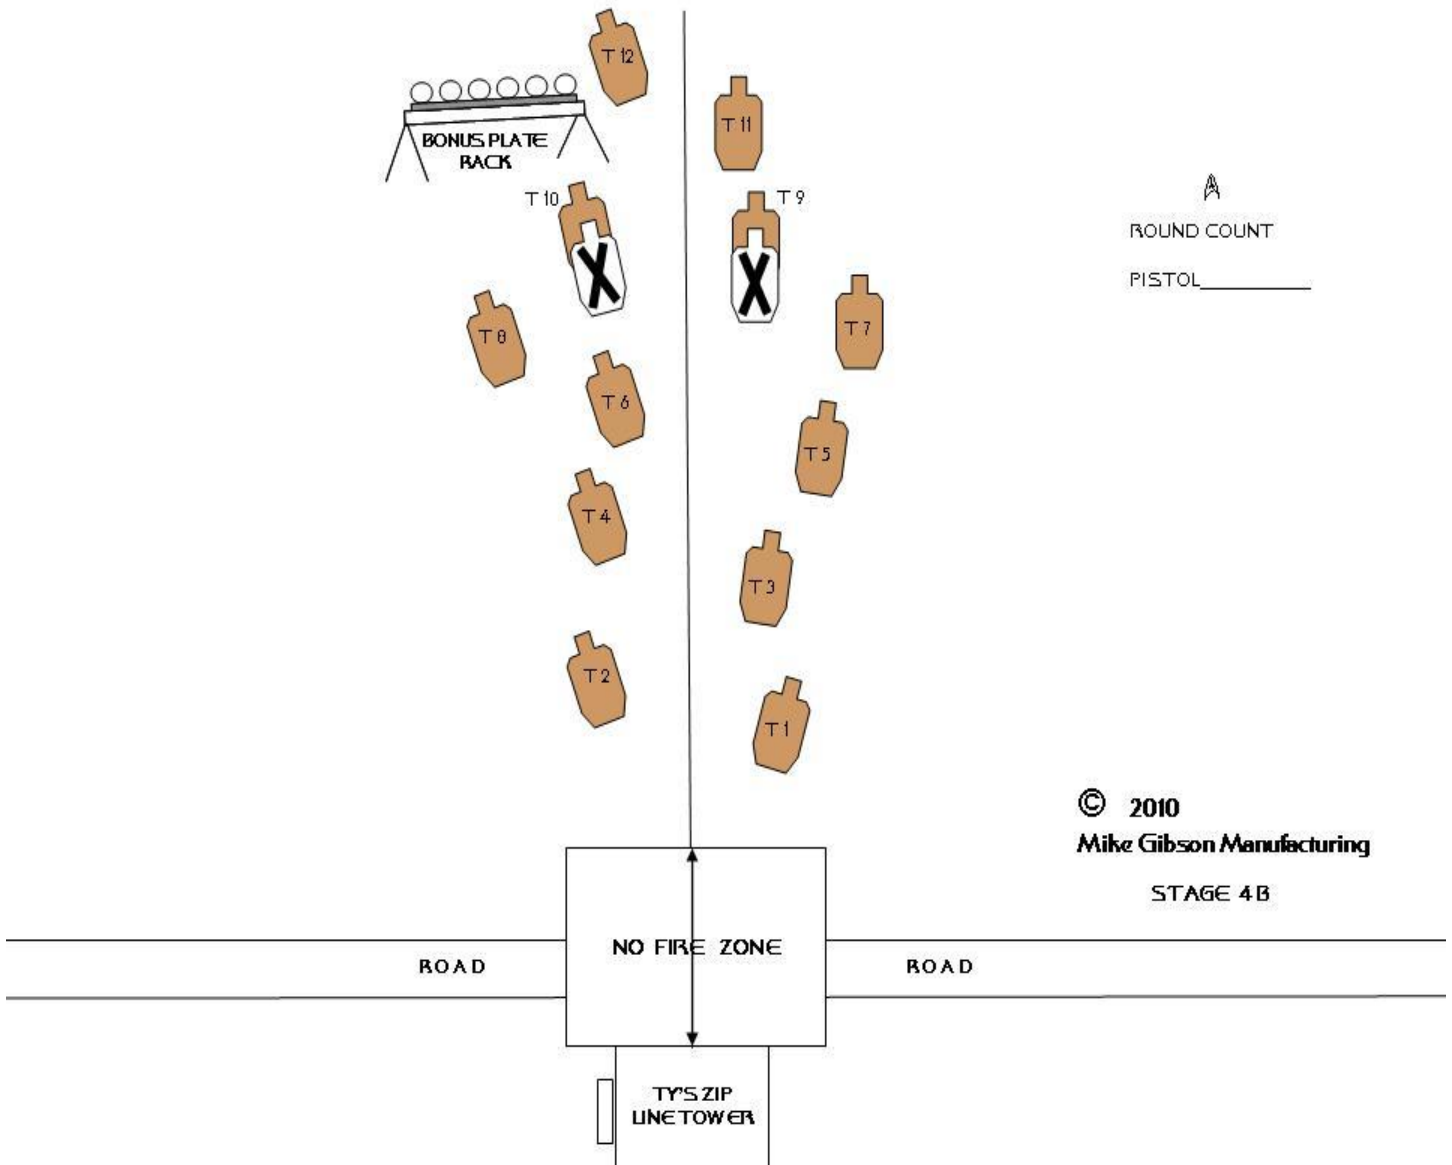 T 12
T 11
BONUS PLATE
RACK
T 10
T 9
ROUND COUNT
PISTOL__________
T 8
T 7
T 6
T 5
T 4
T 3
T 2
T 1
© 2010
Mike Gibson Manufacturing
STAGE 4B
NO FIRE ZONE
ROAD
ROAD
TY'S ZIP
LINE TOWER